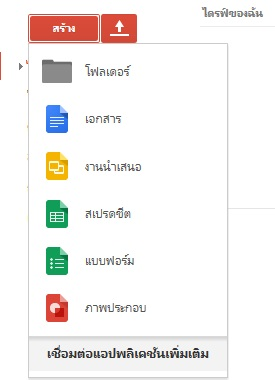 สร้าง
ไดรฟ์ของฉัน
โฟลเดอร์
เอกสาร
งานนำเสนอ
สเปรดชีต
แบบฟอร์ม
ภาพประกอบ
เชื่อมต่อแอปพลิเคชันเพิ่มเติม